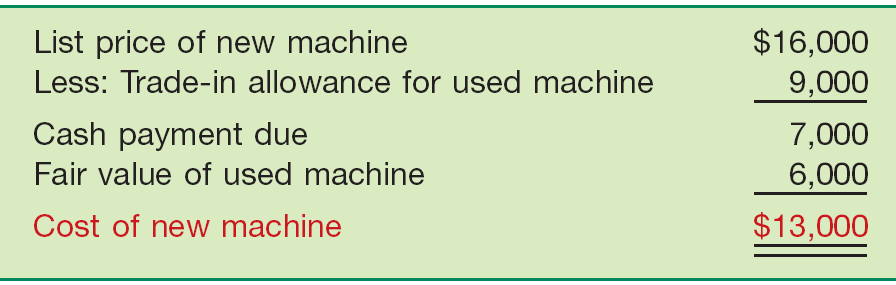 List price of new machine $16,000
Less: Trade-in allowance for used machine 9,000
Cash payment due 7,000
Fair value of used machine 6,000
Cost of new machine $13,000